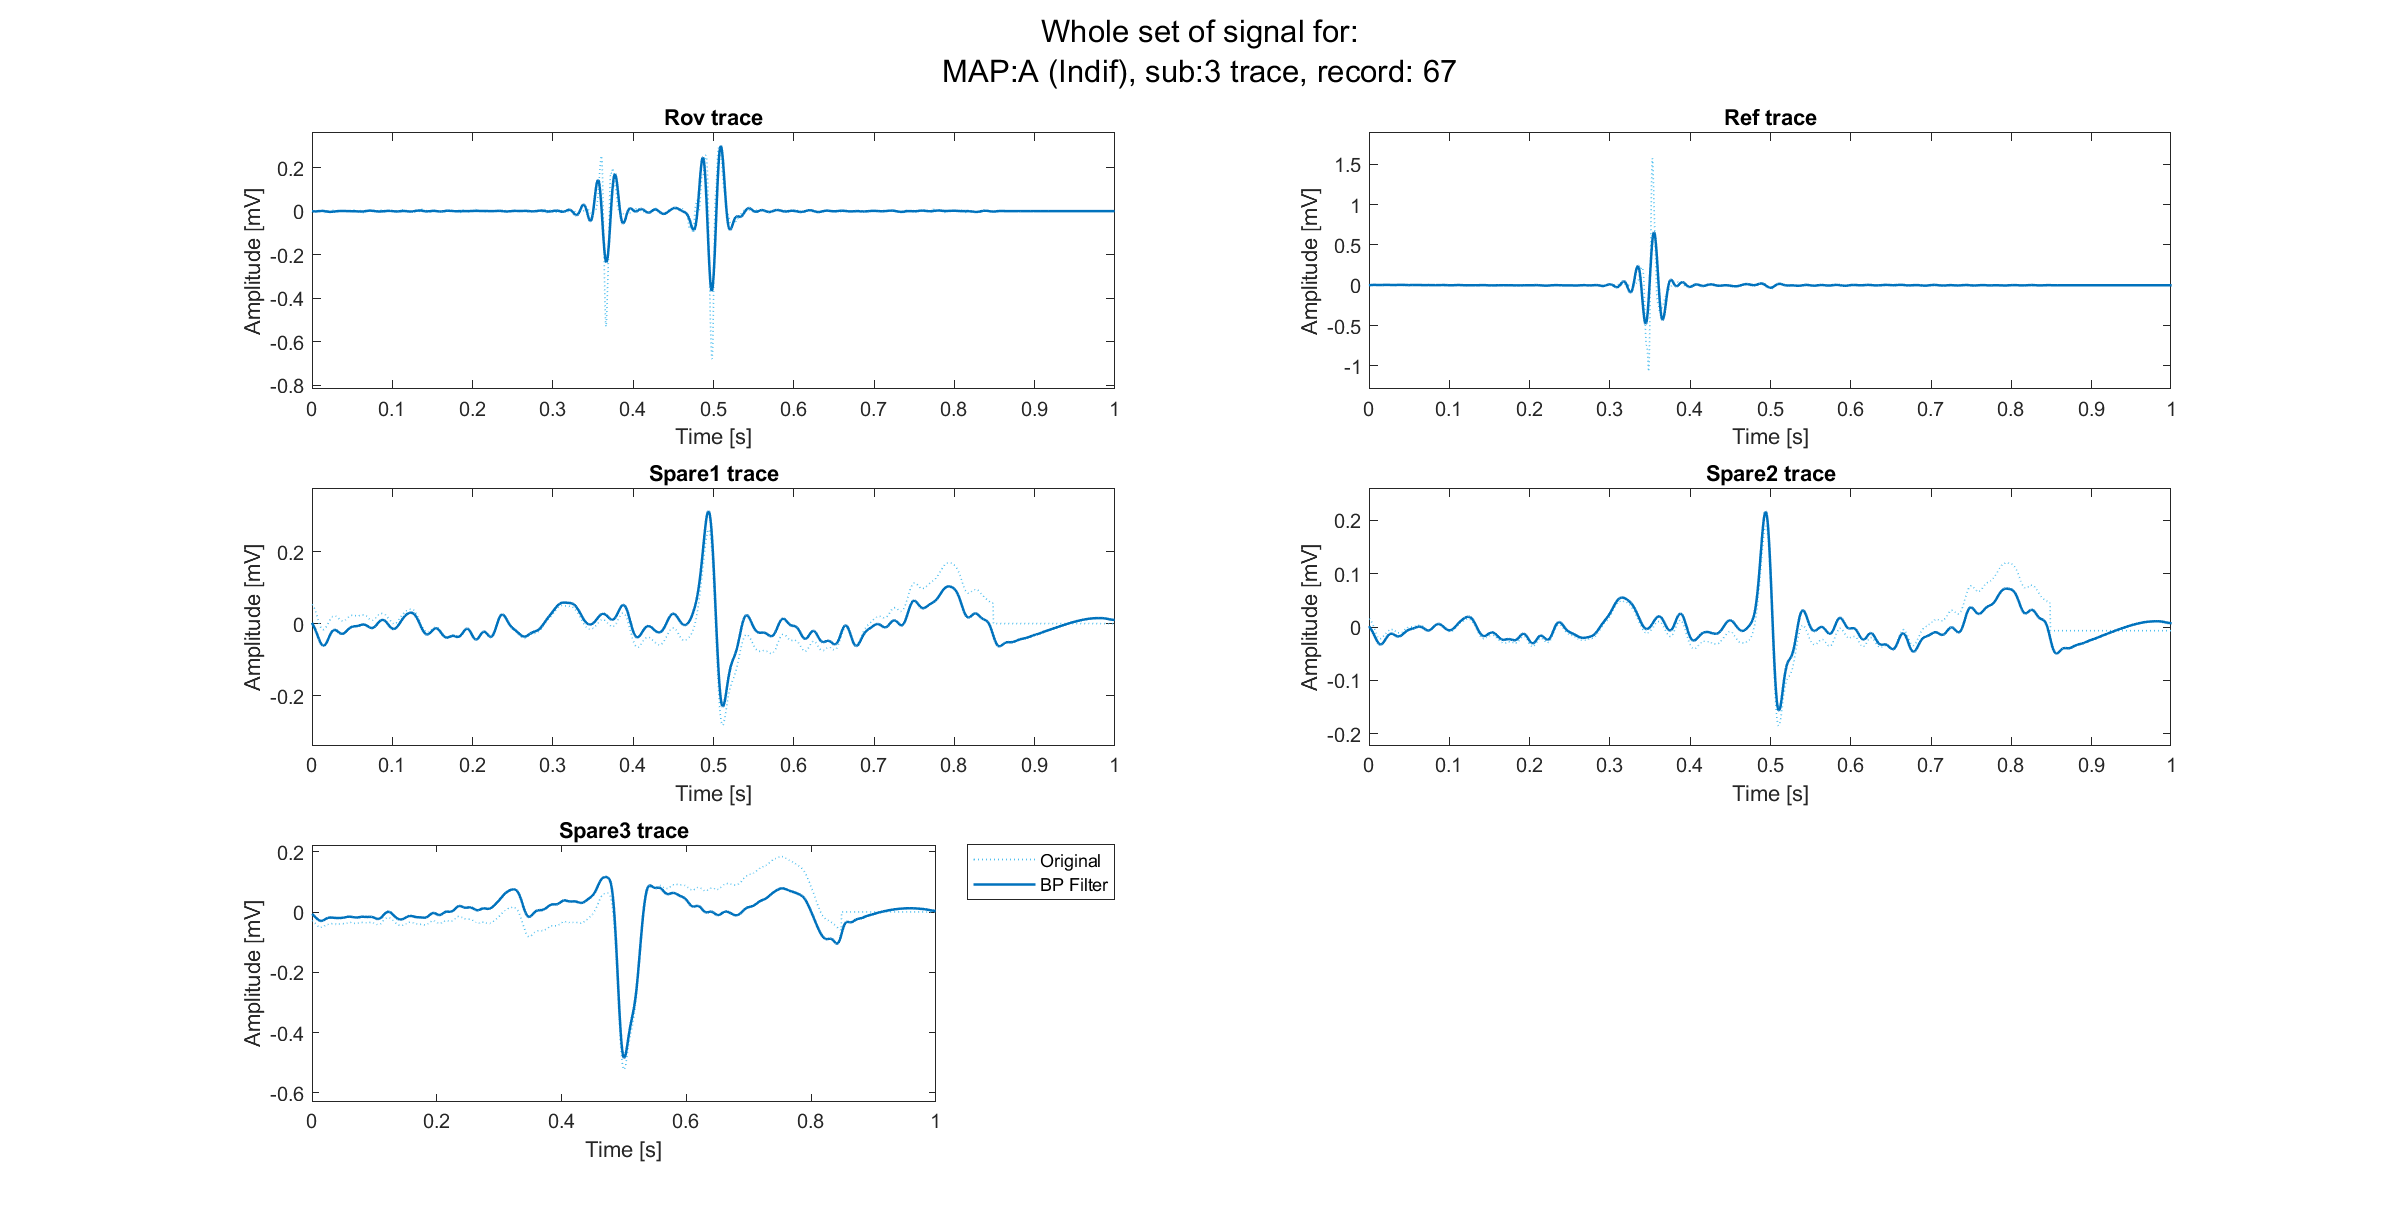 Whole set of signal for:
MAP:A (Indif), sub:3 trace, record: 67
Rov trace
Amplitude [mV]
0.2
0
-0.2
-0.4
-0.6
-0.8
0 0.1 0.2 0.3 0.4 0.5 0.6 0.7 0.8 0.9 1
Time [s]
Ref trace
Amplitude [mV]
1.5
1
0.5
0
-0.5
-1
0 0.1 0.2 0.3 0.4 0.5 0.6 0.7 0.8 0.9 1
Time [s]
Spare1 trace
Amplitude [mV]
0.2
0
-0.2
0 0.1 0.2 0.3 0.4 0.5 0.6 0.7 0.8 0.9 1
Time [s]
Spare2 trace
Amplitude [mV]
0.2
0.1
0
-0.1
-0.2
0 0.1 0.2 0.3 0.4 0.5 0.6 0.7 0.8 0.9 1
Time [s]
Spare3 trace
Amplitude [mV]
0.2
0
-0.2
-0.4
-0.6
0 0.2 0.4 0.6 0.8 1
Time [s]
Original
BP Filter